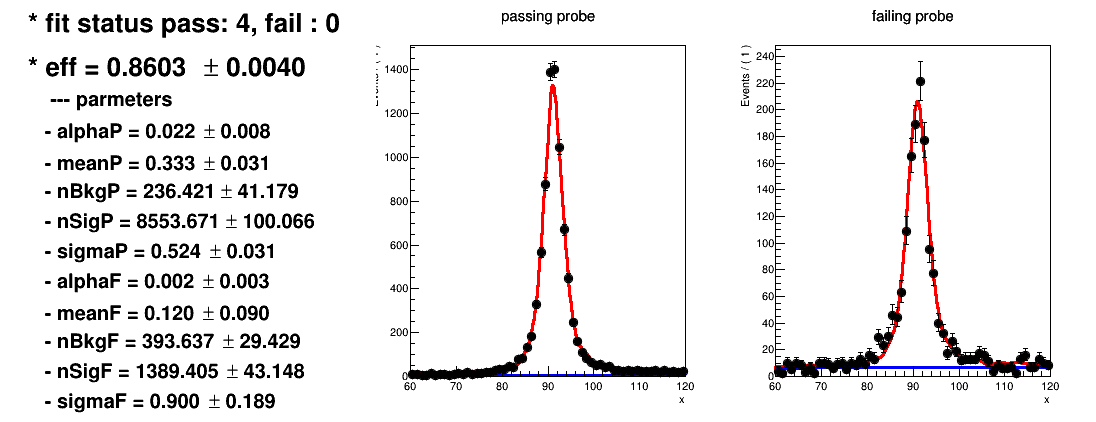 * fit status pass: 4, fail : 0
* eff = 0.8603 ± 0.0040
--- parmeters
- alphaP = 0.022 ± 0.008
- meanP = 0.333 ± 0.031
- nBkgP = 236.421 ± 41.179
- nSigP = 8553.671 ± 100.066
- sigmaP = 0.524 ± 0.031
- alphaF = 0.002 ± 0.003
- meanF = 0.120 ± 0.090
- nBkgF = 393.637 ± 29.429
- nSigF = 1389.405 ± 43.148
- sigmaF = 0.900 ± 0.189
passing probe
1400
1200
1000
800
600
400
200
0
60 70 80 90 100 110 120
x
failing probe
Events / ( 1 )
240
220
200
180
160
140
120
100
80
60
40
20
0
60 70 80 90 100 110 120
x